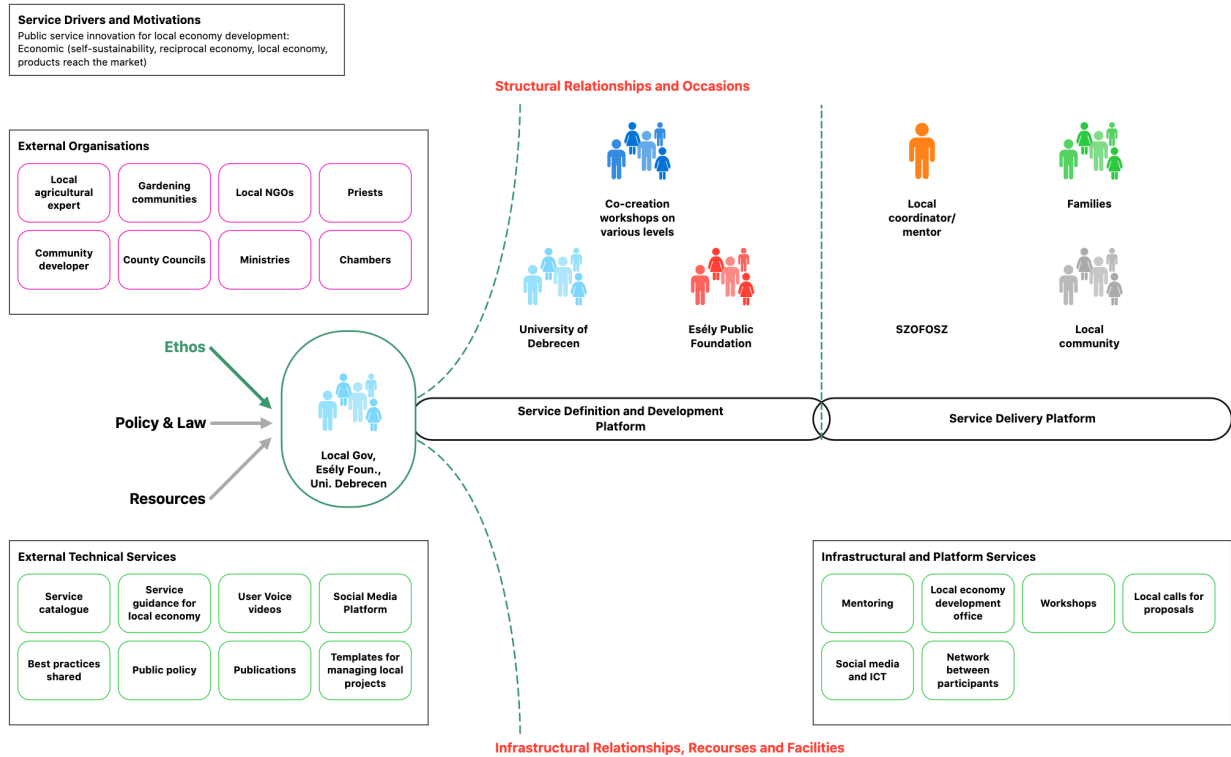 Service Drivers and Motivations
Public service innovation for local economy development:
Economic (self-sustainability, reciprocal economy, local economy,
products reach the market)
Structural Relationships and Occasions
External Organisations
Local
agricultural
expert
Gardening
communities
Local NGOs
Priests
Community
developer
County Councils
Ministries
Chambers
Co-creation
workshops on
various levels
Local
coordinator/
mentor
Families
University of
Debrecen
Esély Public
Foundation
SZOFOSZ
Local
community
Ethos
Policy & Law
Resources
Local Gov,
Esély Foun.,
Uni. Debrecen
Service Definition and Development
Platform
Service Delivery Platform
External Technical Services
Service
catalogue
Service
guidance for
local economy
User Voice
videos
Social Media
Platform
Best practices
shared
Public policy
Publications
Templates for
managing local
projects
Infrastructural and Platform Services
Mentoring
Local economy
development
office
Workshops
Local calls for
proposals
Social media
and ICT
Network
between
participants
Infrastructural Relationships, Recourses and Facilities